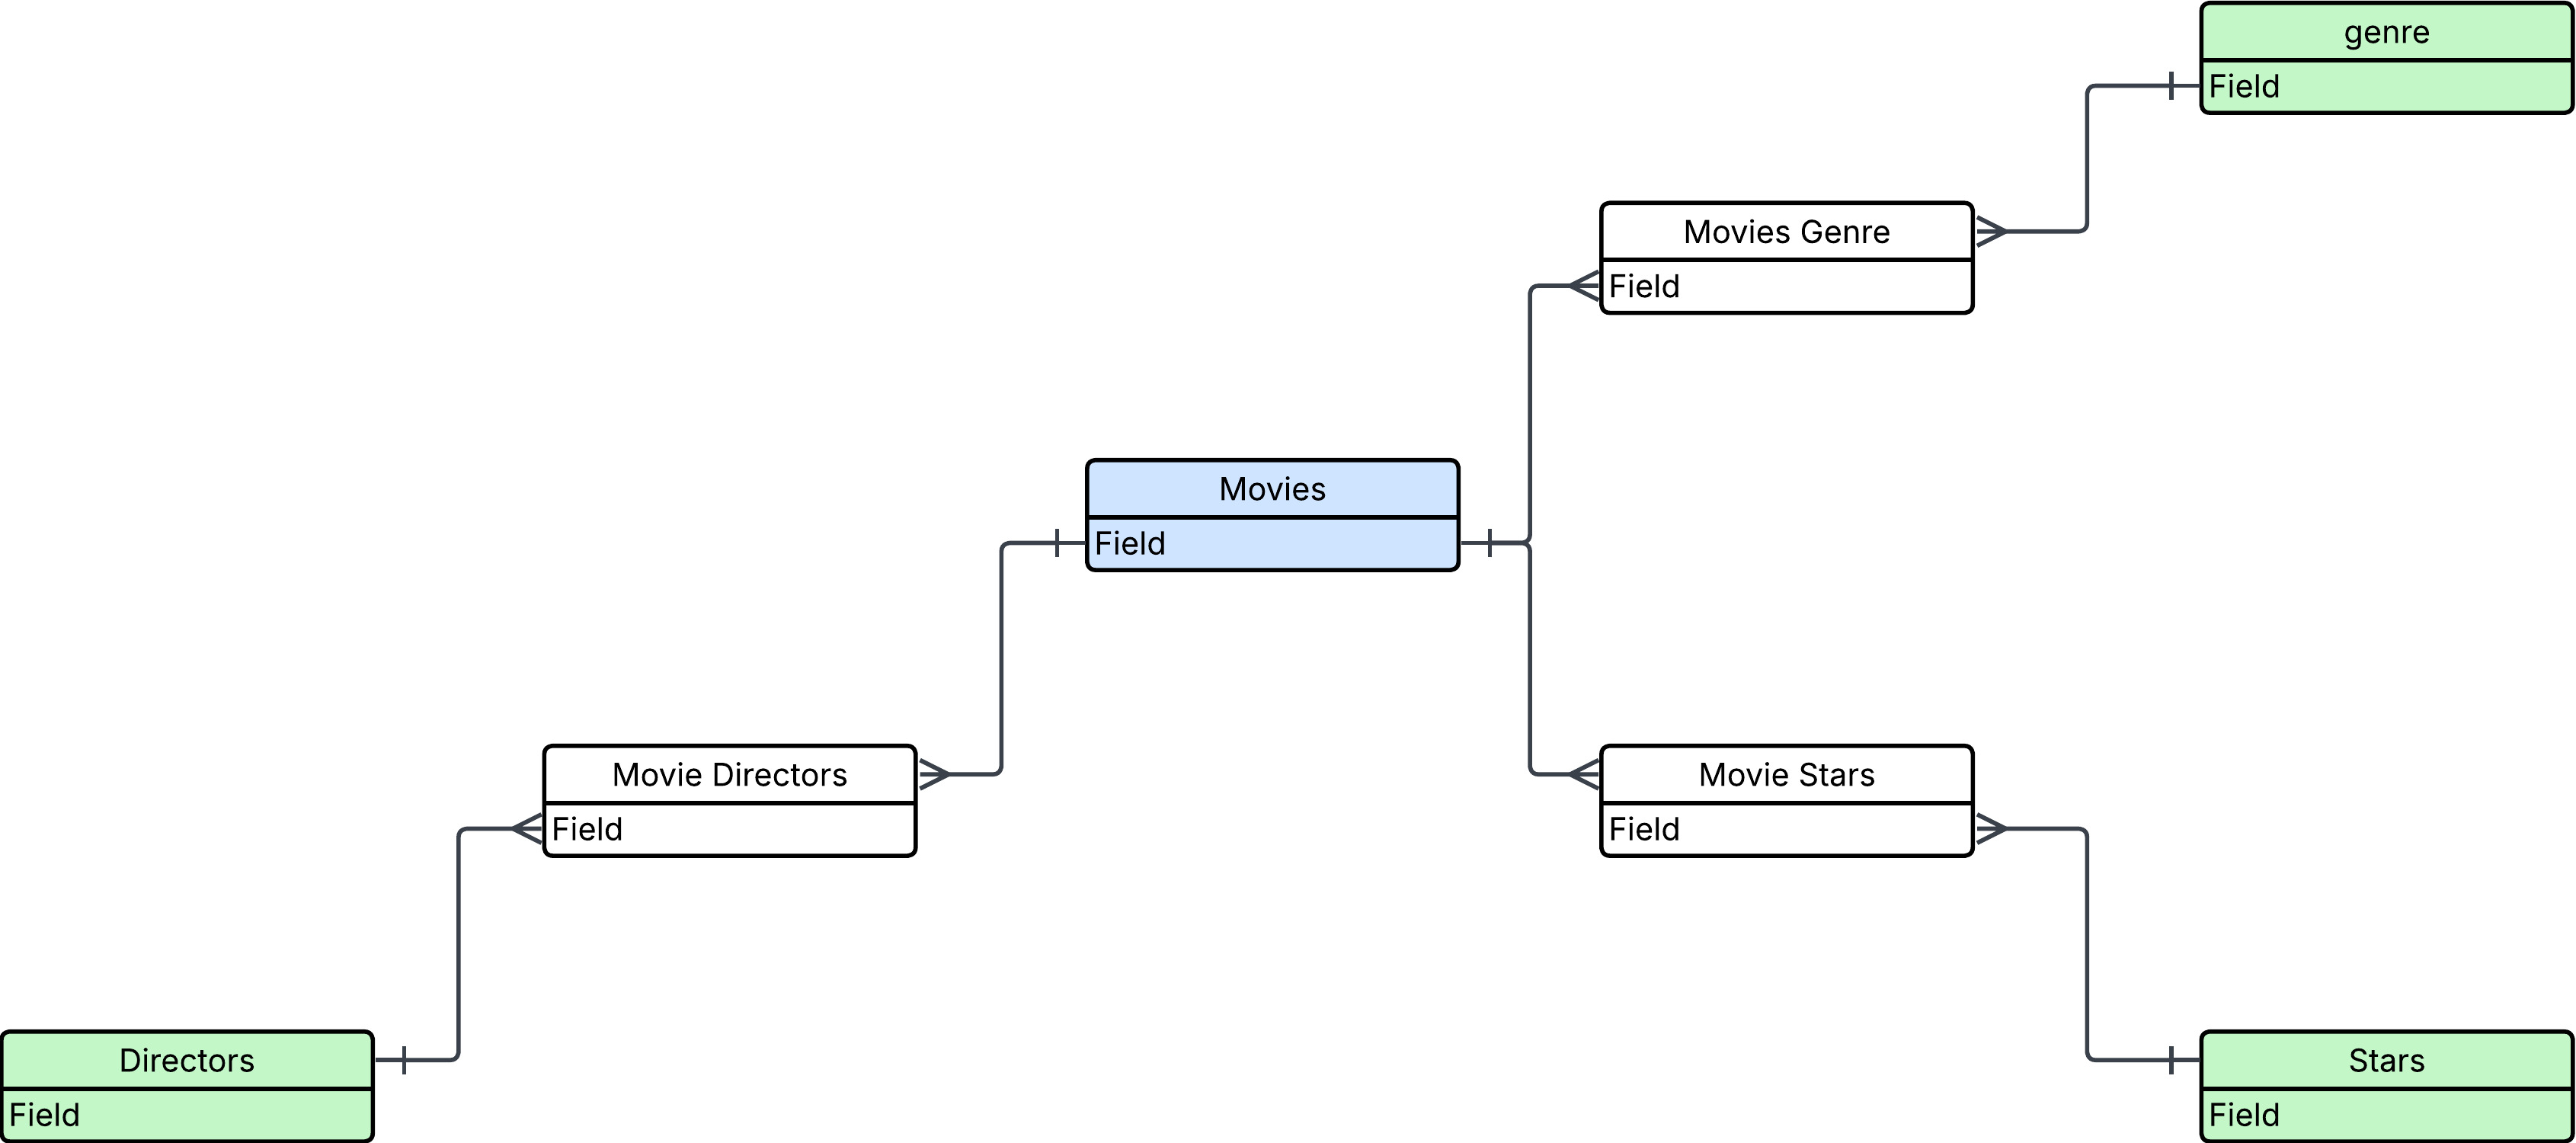 genre
Field
Movies Genre
Field
Movies
Field
Movie Directors
Field
Movie Stars
Field
Directors
Field
Stars
Field